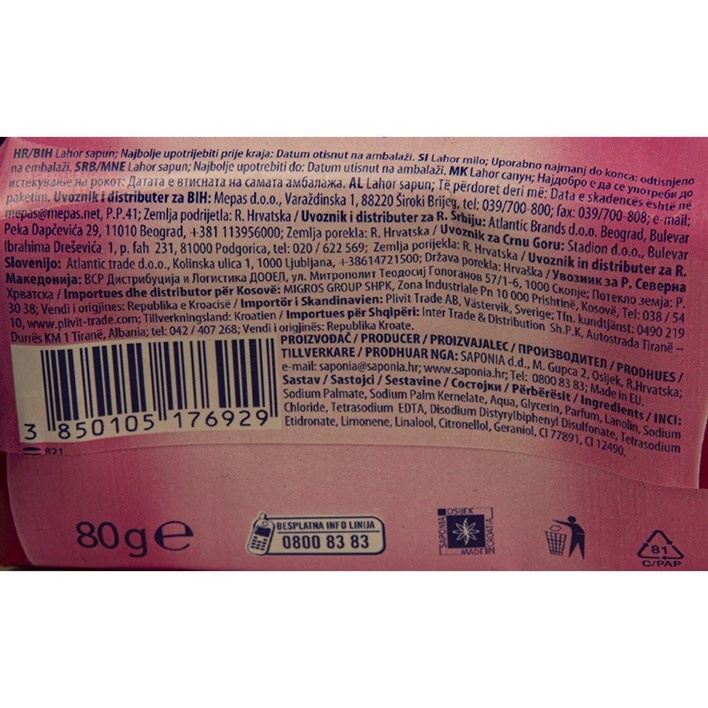 HR/BIH Lahor sapun; Najbolje upotrijebiti prije kraja: Datum otisnut na ambalaži. SI Lahor milo; Uporabno najmanj do konca: odtisnjeno
na embalaži. SRB/MNE Lahor sapun; Najbolje upotrebiti do: Datum utisnut na ambalaži. MK Lahor сапун; Најдобро е да се употреби до
истекување на рокот: Датата е втисната на самата амбалажа. AL Lahor sapun; Të përdoret deri më: Data e skadencës është në
paketim. Uvoznik i distributer za BIH: Mepas d.o.o., Varaždinska 1, 88220 Široki Brijeg, tel: 039/700-800; fax: 039/700-808; e-mail:
mepas@mepas.net, P.P.41; Zemlja podrijetla: R. Hrvatska / Uvoznik i distributer za R. Srbiju: Atlantic Brands d.o.o. Beograd, Bulevar
Peka Dapčevića 29, 11010 Beograd, +381 113956000; Zemlja porekla: R. Hrvatska / Uvoznik za Crnu Goru: Stadion d.o.o., Bulevar
Ibrahima Dreševića, 1, p. fah 231, 81000 Podgorica, tel: 020 / 622 569; Zemlja porijekla: R. Hrvatska / Uvoznik in distributer za R.
Slovenijo: Atlantic trade d.o.o., Kolinska ulica 1, 1000 Ljubljana, +38614721500; Država porekla: Hrvaška / Увозник за Р. Северна
Македонија: ВСР Дистрибуција и Логистика ДООЕЛ, ул. Митрополит Теодосиј Гологанов 57/1-6, 1000 Скопје; Потекло земја: Р.
Хрватска / Importues dhe distributor për Kosovë: MIGROS GROUP SHPK, Zona Industriale Pn 10 000 Prishtinë, Kosovë, Tel: 038 / 54
30 38; Vendi i origjines: Republika e Kroacisë / Importör i Skandinavien: Plivit Trade AB, Västervik, Sverige; Tfn. kundtjänst: 0490 219
10, www.plivit-trade.com, Tillverkningsland: Kroatien / Importues për Shqipëri: Inter Trade & Distribution Sh.P.K, Autostrada Tiranë –
Durrës KM 1 Tiranë, Albania; tel: 042 / 407 268; Vendi i origjinës: Republika Kroate.
PROIZVOĐAČ / PRODUCER / PROIZVAJALEC / ПРОИЗВОДИТЕЛ / PRODHUES /
TILLVERKARE / PRODHUAR NGA: SAPONIA d.d., M. Gupca 2, Osijek, R.Hrvatska;
e-mail: saponia@saponia.hr; www.saponia.hr; Tel: 0800 83 83; Made in EU.
Sastav / Sastojci / Sestavine / Состојки / Përbërësit / Ingredients / INCI:
Sodium Palmate, Sodium Palm Kernelate, Aqua, Glycerin, Parfum, Lanolin, Sodium
Chloride, Tetrasodium EDTA, Disodium Distyrylbiphenyl Disulfonate, Tetrasodium
Etidronate, Limonene, Linalool, Citronellol, Geraniol, CI 77891, CI 12490.
3 850105 176929
821
80g e
BESPLATNA INFO LINIJA
0800 83 83
SAPONIA OSIJEK
MADE IN CROATIA
81
C/PAP